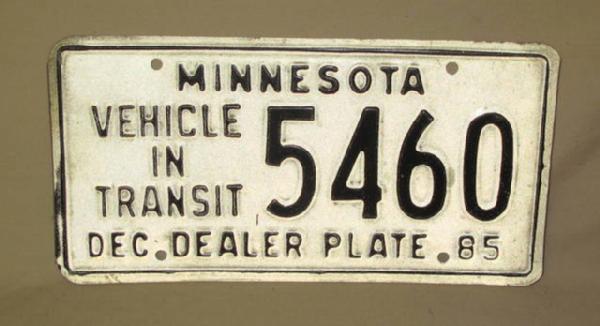 MINNESOTA
VEHICLE
IN
TRANSIT
5460
DEC DEALER PLATE 85